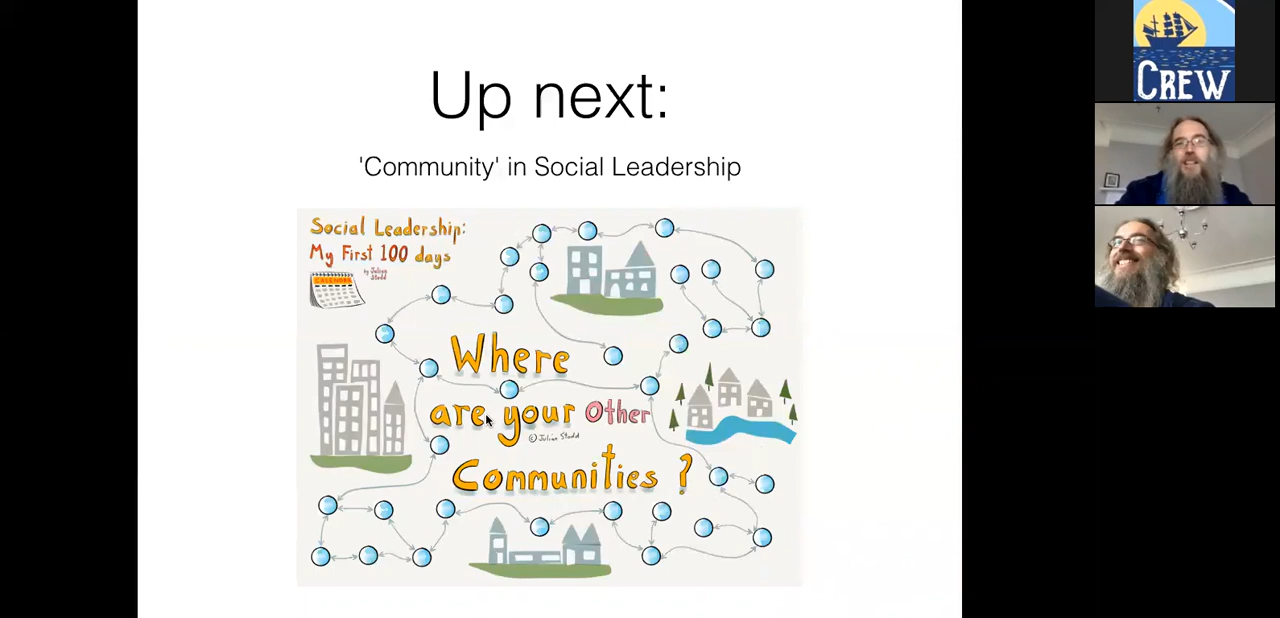 Up next:
'Community' in Social Leadership
Social Leadership:
My First 100 days
by Julian
Stodd
CALENDAR
Where
are your Other
© Julian Stodd
Communities ?
CREW